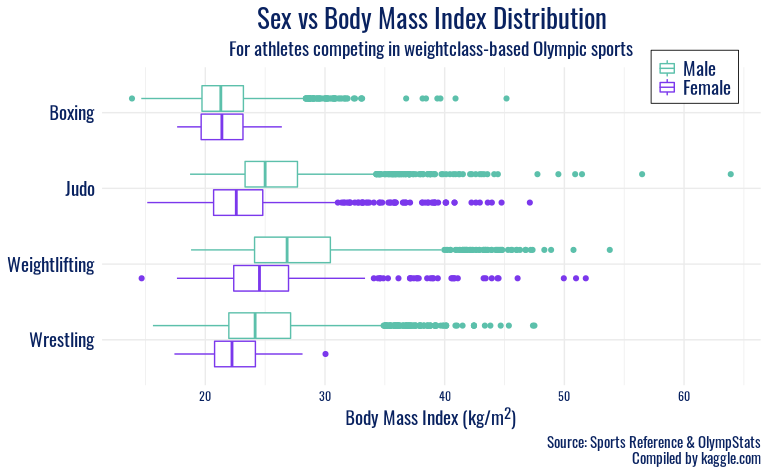 Sex vs Body Mass Index Distribution
For athletes competing in weightclass-based Olympic sports
Male
Female
Boxing
Judo
Weightlifting
Wrestling
20 30 40 50 60
Body Mass Index (kg/m²)
Source: Sports Reference & OlympStats
Compiled by kaggle.com